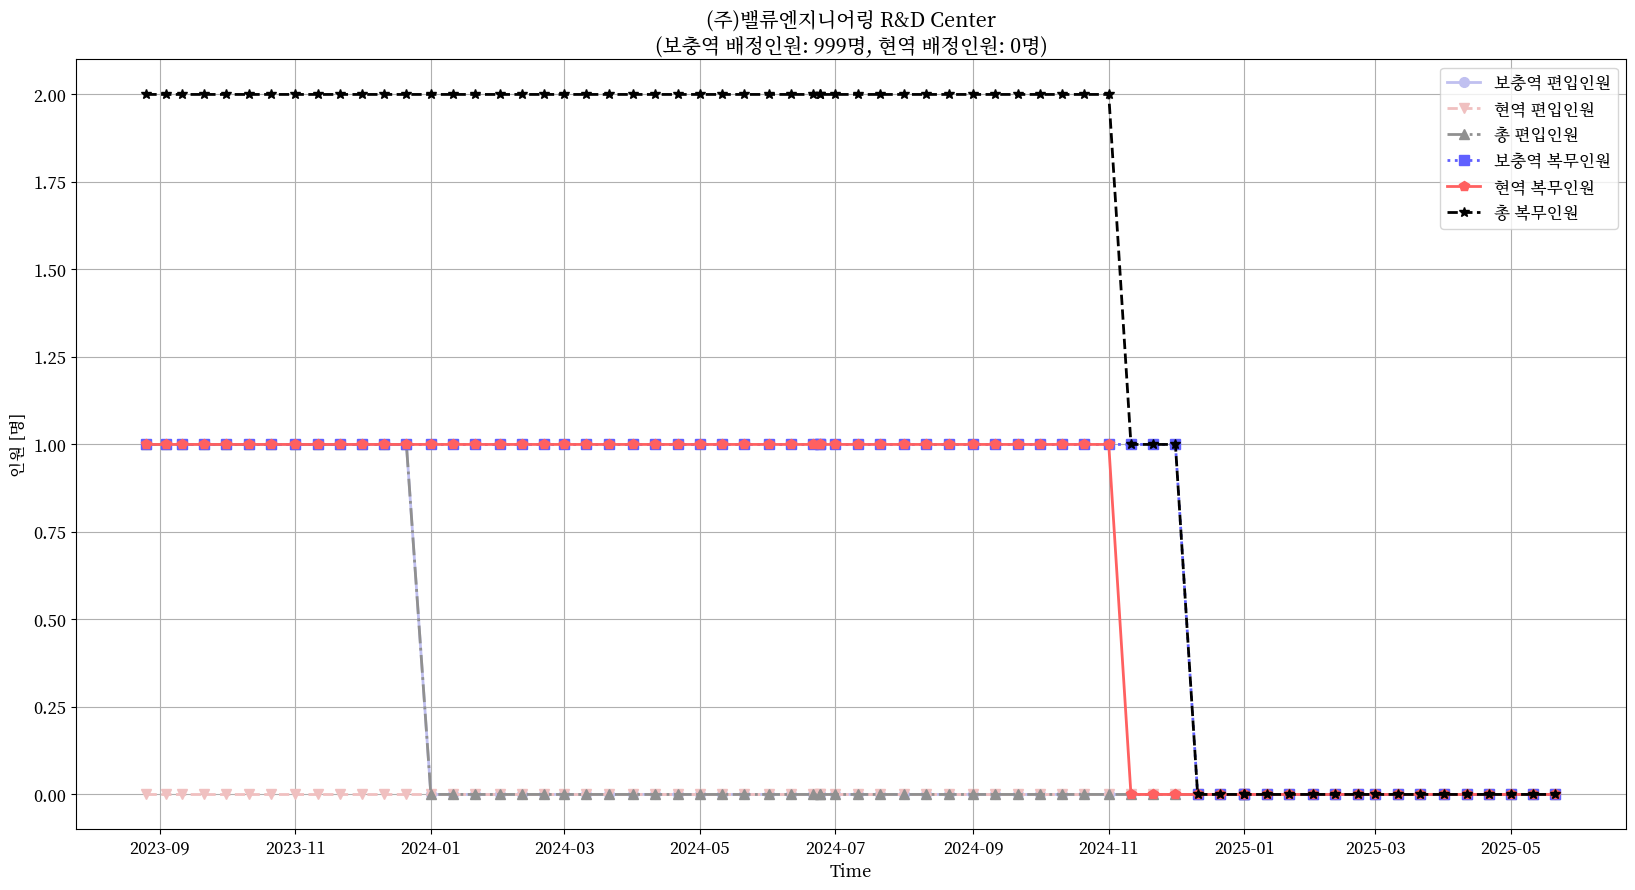 (주)밸류엔지니어링 R&D Center
(보충역 배정인원: 999명, 현역 배정인원: 0명)
보충역 편입인원
현역 편입인원
총 편입인원
보충역 복무인원
현역 복무인원
총 복무인원
인원 [명]
2.00
1.75
1.50
1.25
1.00
0.75
0.50
0.25
0.00
2023-09
2023-11
2024-01
2024-03
2024-05
2024-07
2024-09
2024-11
2025-01
2025-03
2025-05
Time